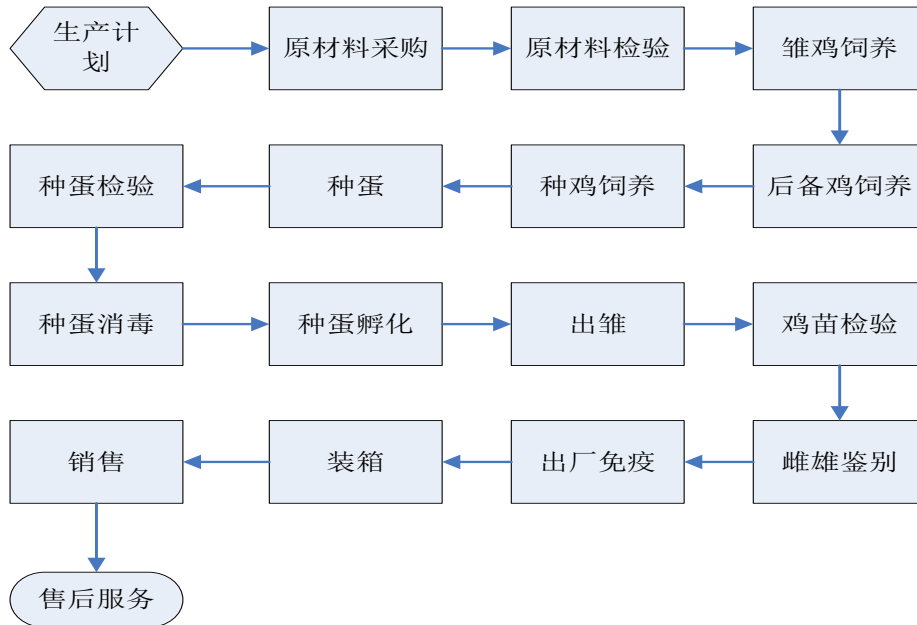 生产计
划
原材料采购
原材料检验
雏鸡饲养
种蛋检验
种蛋
种鸡饲养
后备鸡饲养
种蛋消毒
种蛋孵化
出雏
鸡苗检验
销售
装箱
出厂免疫
雌雄鉴别
售后服务